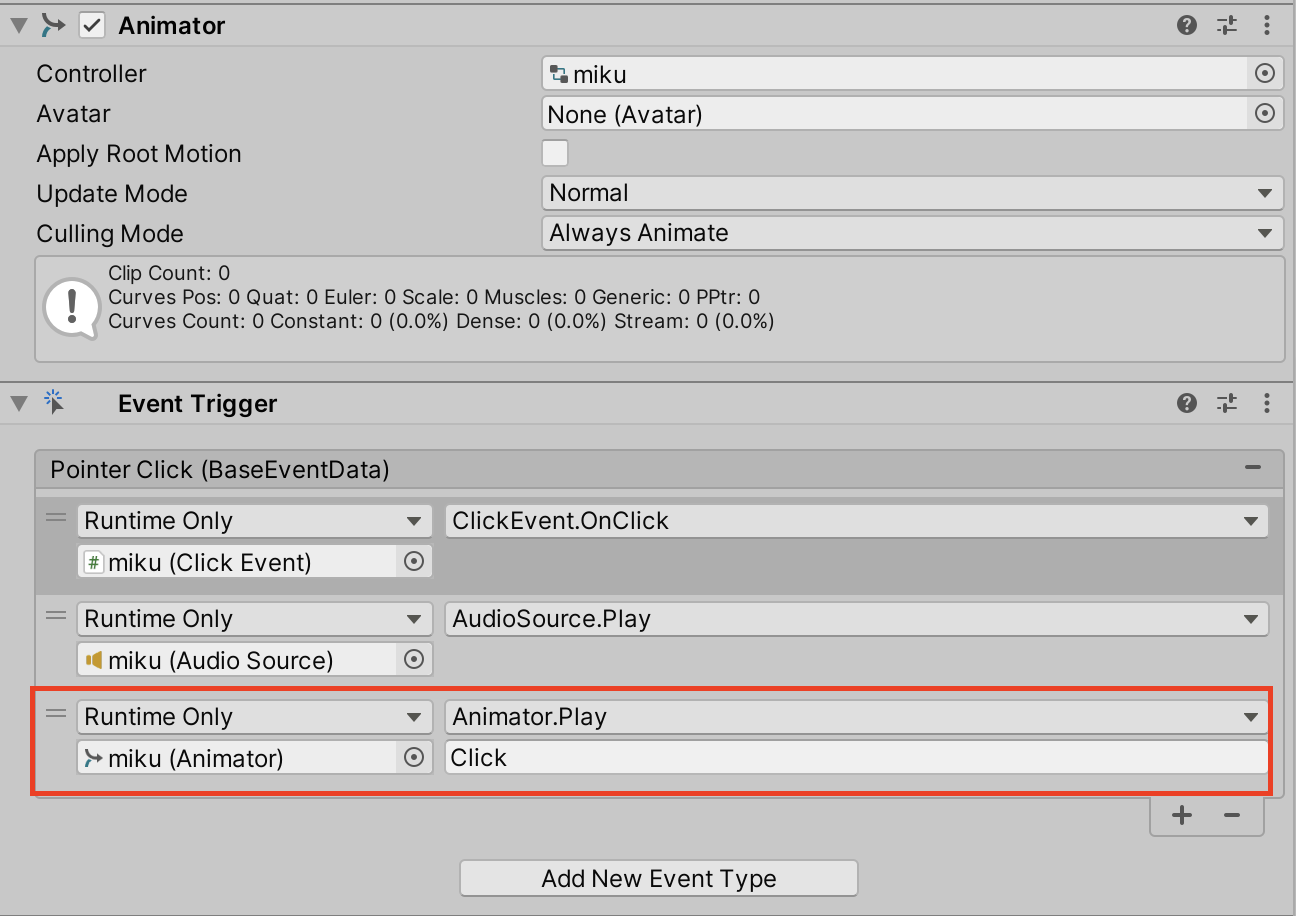 Animator
Controller
miku
Avatar
None (Avatar)
Apply Root Motion
Update Mode
Normal
Culling Mode
Always Animate
Clip Count: 0
Curves Pos: 0 Quat: 0 Euler: 0 Scale: 0 Muscles: 0 Generic: 0 PPtr: 0
Curves Count: 0 Constant: 0 (0.0%) Dense: 0 (0.0%) Stream: 0 (0.0%)
Event Trigger
Pointer Click (BaseEventData)
Runtime Only
ClickEvent.OnClick
# miku (Click Event)
Runtime Only
AudioSource.Play
miku (Audio Source)
Runtime Only
Animator.Play
miku (Animator)
Click
Add New Event Type